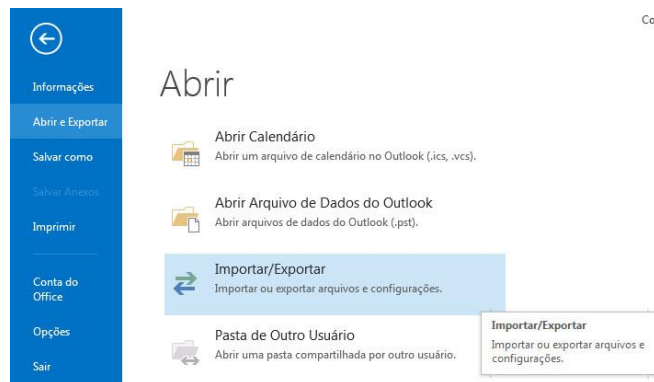 Co
Informações
Abrir e Exportar
Salvar como
Salvar Anexos
Imprimir
Conta do
Office
Opções
Sair
Abrir
Abrir Calendário
Abrir um arquivo de calendário no Outlook (.ics, .vcs).
Abrir Arquivo de Dados do Outlook
Abrir arquivos de dados do Outlook (.pst).
Importar/Exportar
Importar ou exportar arquivos e configurações.
Pasta de Outro Usuário
Abrir uma pasta compartilhada por outro usuário.
Importar/Exportar
Importar ou exportar arquivos e
configurações.